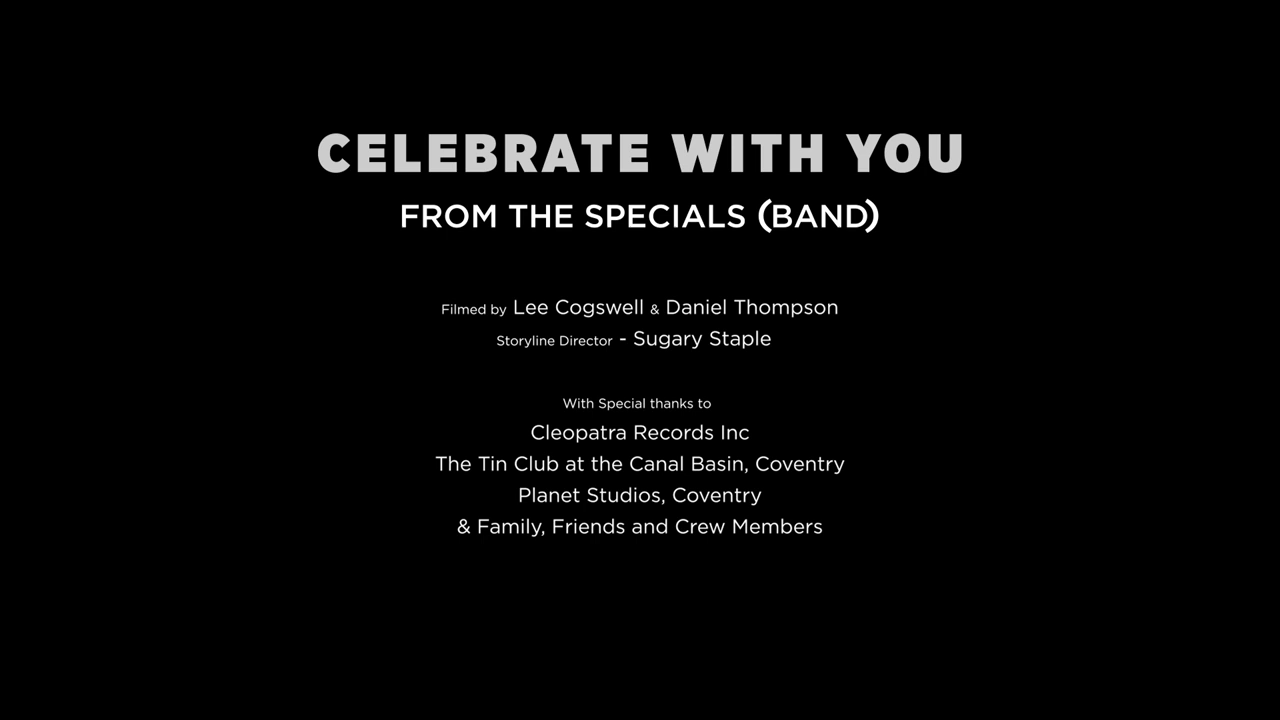 CELEBRATE WITH YOU
FROM THE SPECIALS (BAND)
Filmed by Lee Cogswell & Daniel Thompson
Storyline Director - Sugary Staple
With Special thanks to
Cleopatra Records Inc
The Tin Club at the Canal Basin, Coventry
Planet Studios, Coventry
& Family, Friends and Crew Members